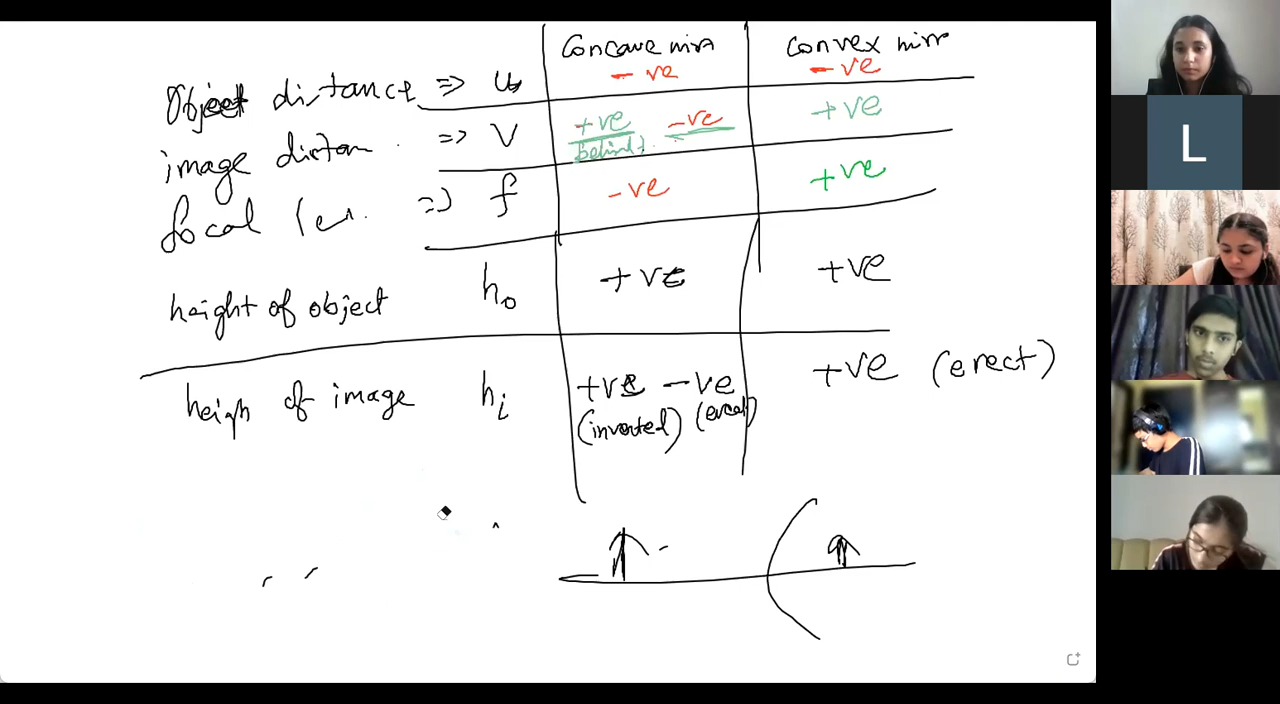 Concave mirr convex mirr
Object distance => u -ve -ve
image distan => V +ve -ve +ve
behind
focal len. => f -ve +ve
height of object ho +ve +ve
heigh of image hi +ve -ve +ve (erect)
(inverted) (erect)
L